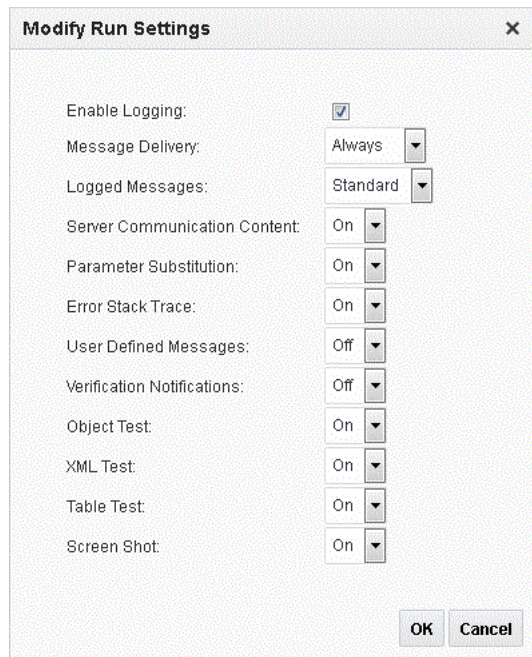 Modify Run Settings
Enable Logging:
Message Delivery: Always
Logged Messages: Standard
Server Communication Content: On
Parameter Substitution: On
Error Stack Trace: On
User Defined Messages: Off
Verification Notifications: Off
Object Test: On
XML Test: On
Table Test: On
Screen Shot: On
OK Cancel